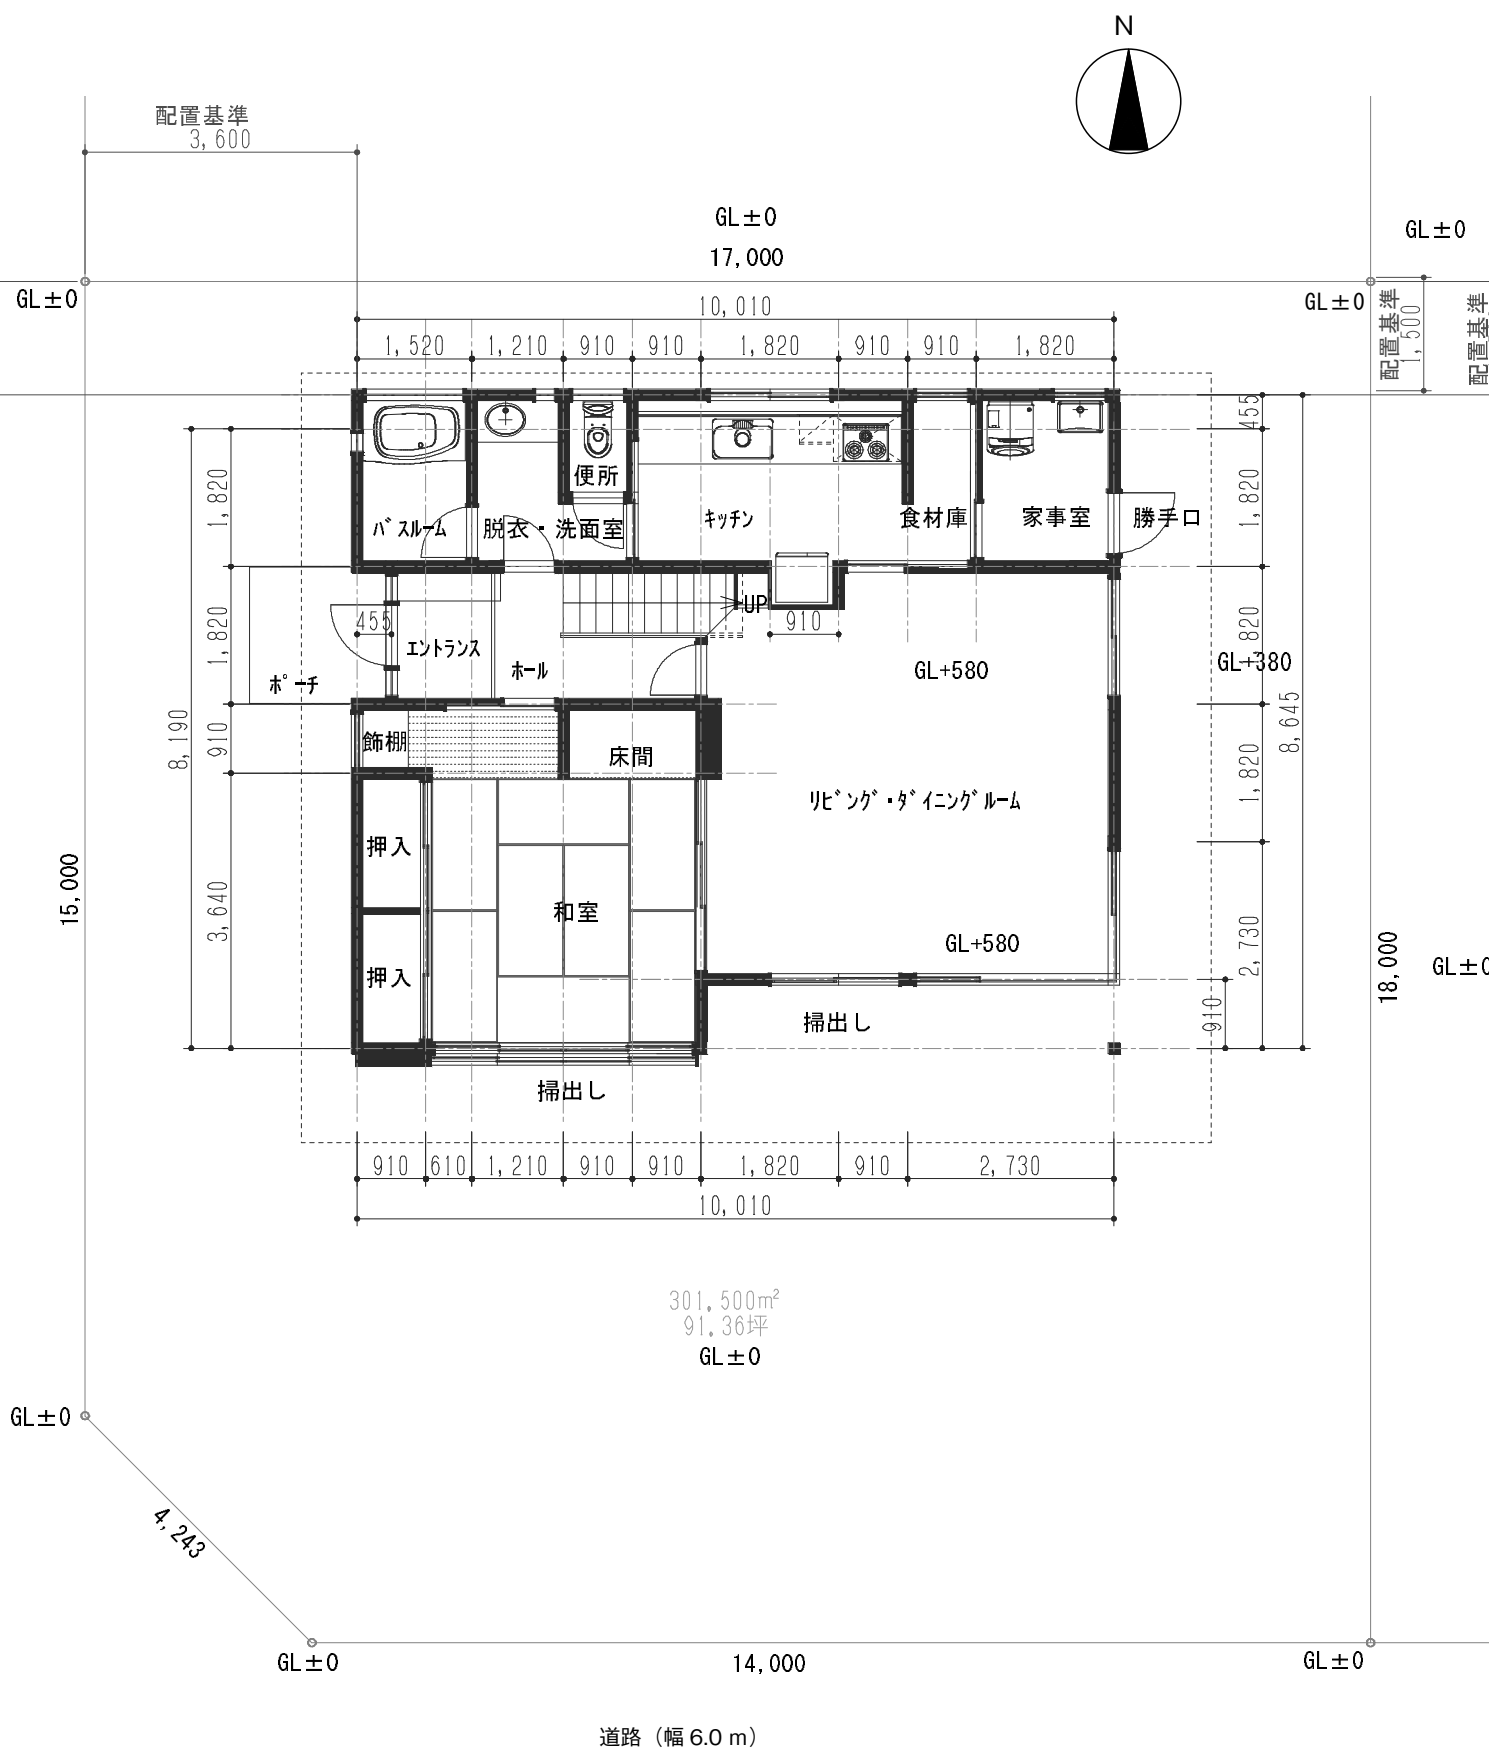 N
配置基準
3,600
GL±0
GL±0
17,000
GL±0
GL±0
10,010
配置基準
1,500
配置基準
1,520
1,210
910
910
1,820
910
910
1,820
455
1,820
便所
バスルーム
脱衣・洗面室
キッチン
食材庫
家事室
勝手口
1,820
1,820
455
エントランス
ホール
UP
910
GL+580
1,820
GL+380
ポーチ
8,190
910
飾棚
床間
8,645
リビング・ダイニングルーム
1,820
押入
15,000
3,640
和室
GL+580
2,730
18,000
GL±0
押入
掃出し
910
掃出し
910
610
1,210
910
910
1,820
910
2,730
10,010
301.500㎡
91.36坪
GL±0
GL±0
4,243
GL±0
14,000
GL±0
道路（幅 6.0 m）